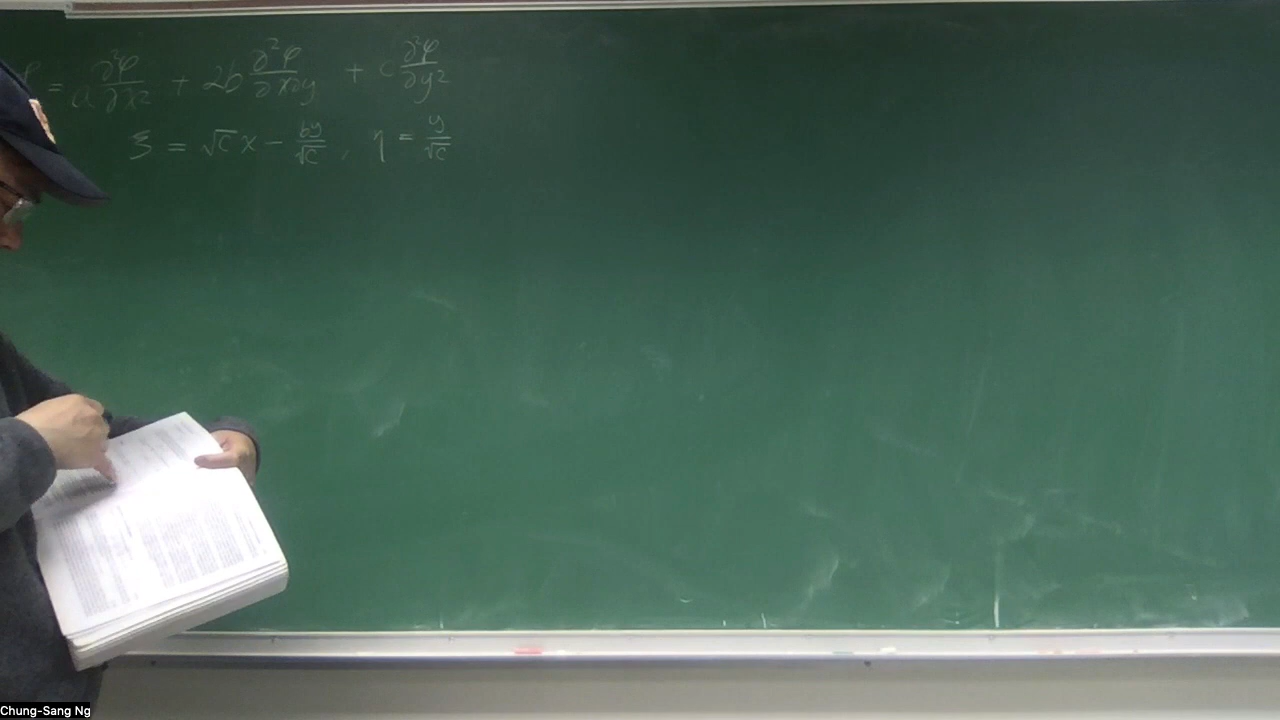 φ = a ∂²φ/∂x² + 2b ∂²φ/∂x∂y + c ∂²φ/∂y²
ξ = √c x − by/√c , η = y/√c
Chung-Sang Ng